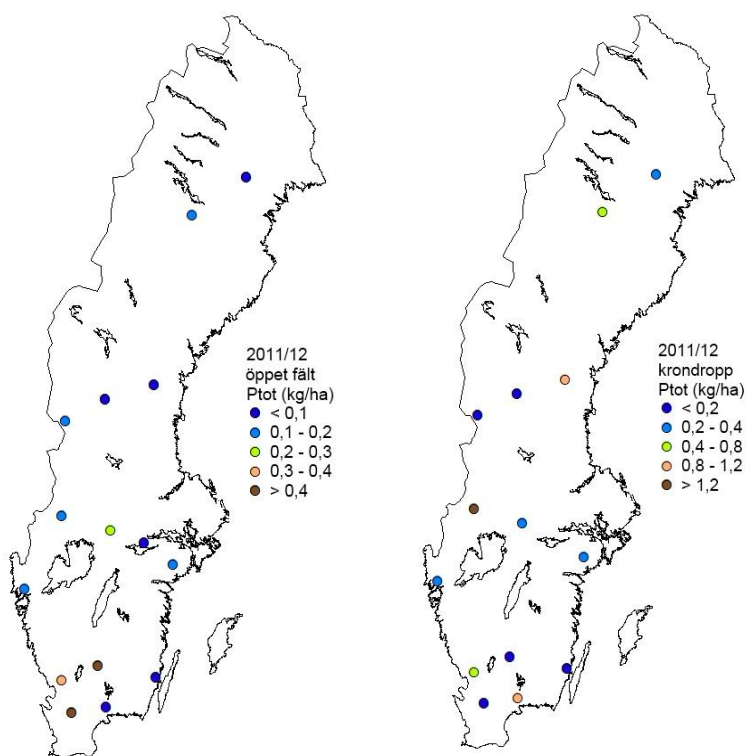 2011/12
öppet fält
Ptot (kg/ha)
< 0,1
0,1 - 0,2
0,2 - 0,3
0,3 - 0,4
> 0,4
2011/12
krondropp
Ptot (kg/ha)
< 0,2
0,2 - 0,4
0,4 - 0,8
0,8 - 1,2
> 1,2